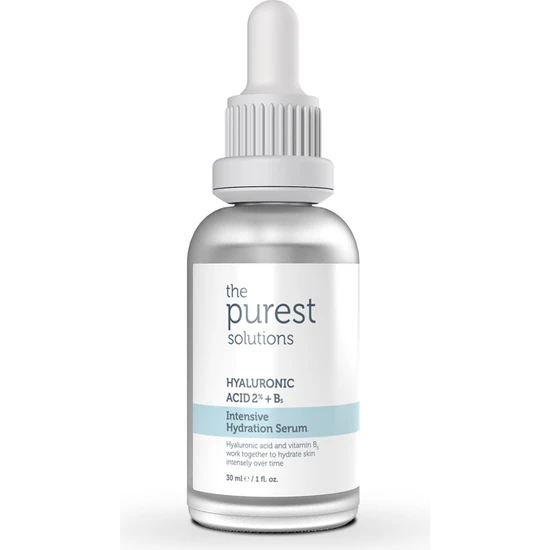 the
purest
solutions
HYALURONIC
ACID 2% + B₅
Intensive
Hydration Serum
Hyaluronic acid and vitamin B₅
work together to hydrate skin
intensely over time
30 ml ℮ / 1 fl. oz.